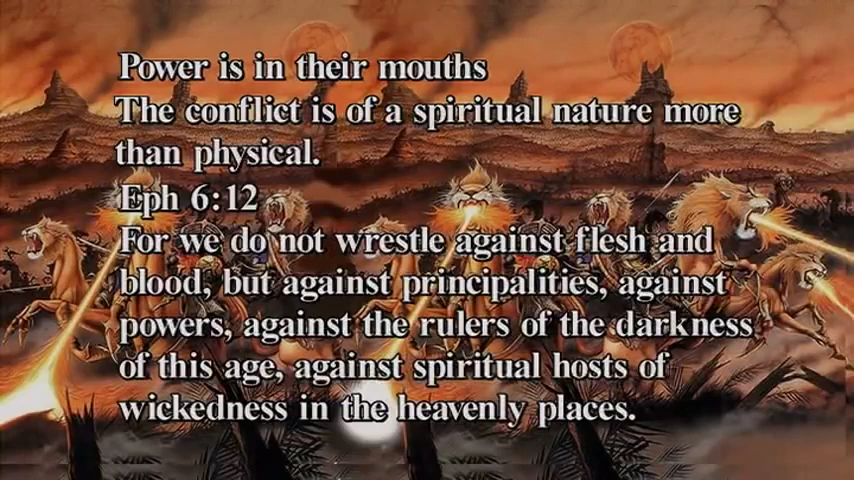 Power is in their mouths
The conflict is of a spiritual nature more
than physical.
Eph 6:12
For we do not wrestle against flesh and
blood, but against principalities, against
powers, against the rulers of the darkness
of this age, against spiritual hosts of
wickedness in the heavenly places.